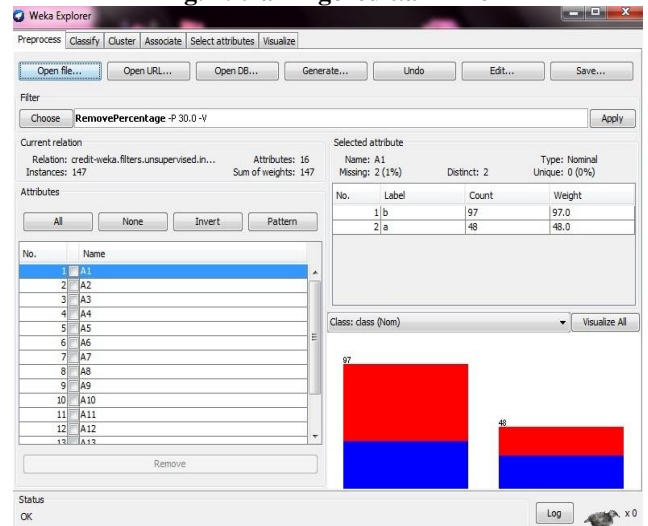 Weka Explorer
Preprocess Classify Cluster Associate Select attributes Visualize
Open file... Open URL... Open DB... Generate... Undo Edit... Save...
Filter
Choose RemovePercentage -P 30.0 -V Apply
Current relation
Relation: credit-weka.filters.unsupervised.in... Attributes: 16
Instances: 147 Sum of weights: 147
Attributes
All None Invert Pattern
No. Name
1 A1
2 A2
3 A3
4 A4
5 A5
6 A6
7 A7
8 A8
9 A9
10 A10
11 A11
12 A12
13 A13
Remove
Selected attribute
Name: A1 Type: Nominal
Missing: 2 (1%) Distinct: 2 Unique: 0 (0%)
No. Label Count Weight
1 b 97 97.0
2 a 48 48.0
Class: class (Nom) Visualize All
97
48
Status
OK
Log x 0